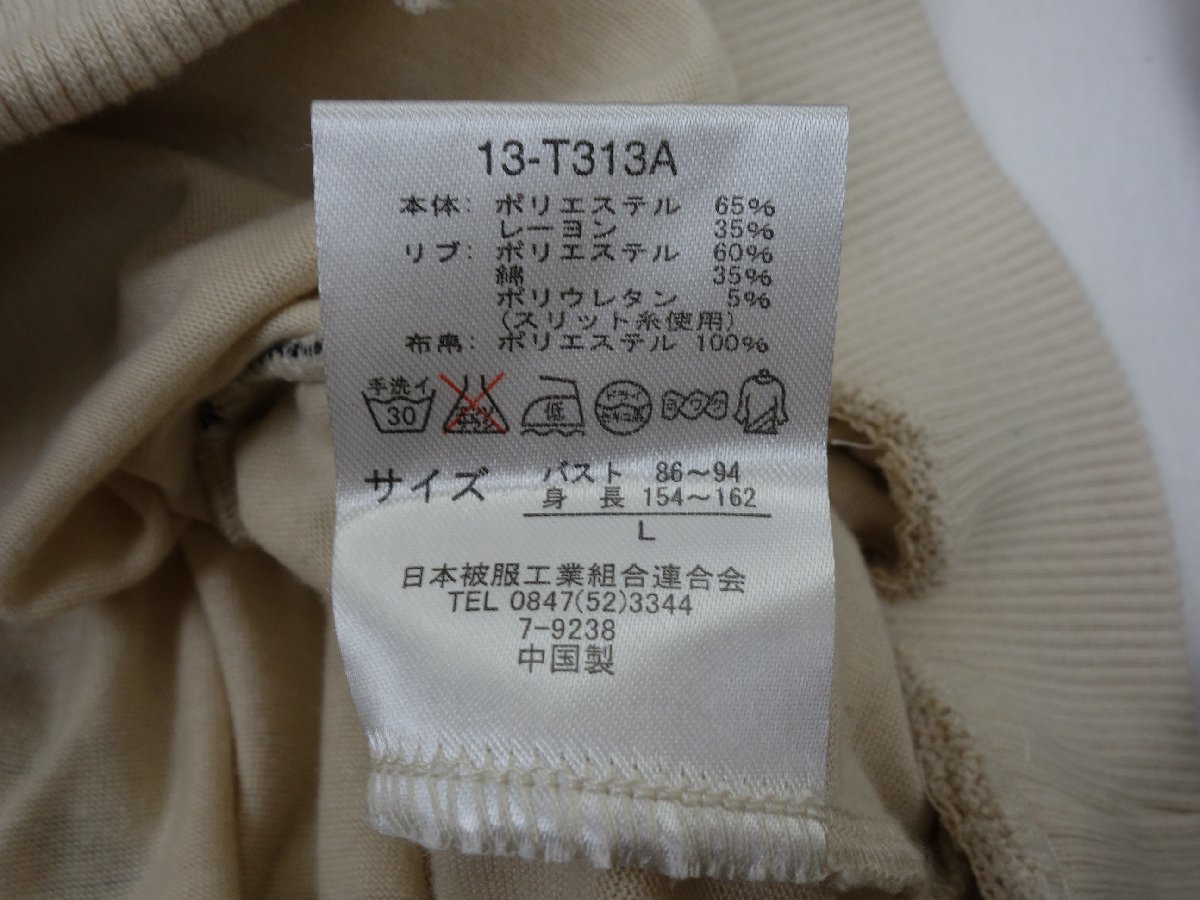 13-T313A
本体: ポリエステル 65%
レーヨン 35%
リブ: ポリエステル 60%
綿 35%
ポリウレタン 5%
(スリット糸使用)
布帛: ポリエステル 100%
手洗イ 30 低 ドライ
サイズ
バスト 86～94
身長 154～162
L
日本被服工業組合連合会
TEL 0847(52)3344
7-9238
中国製